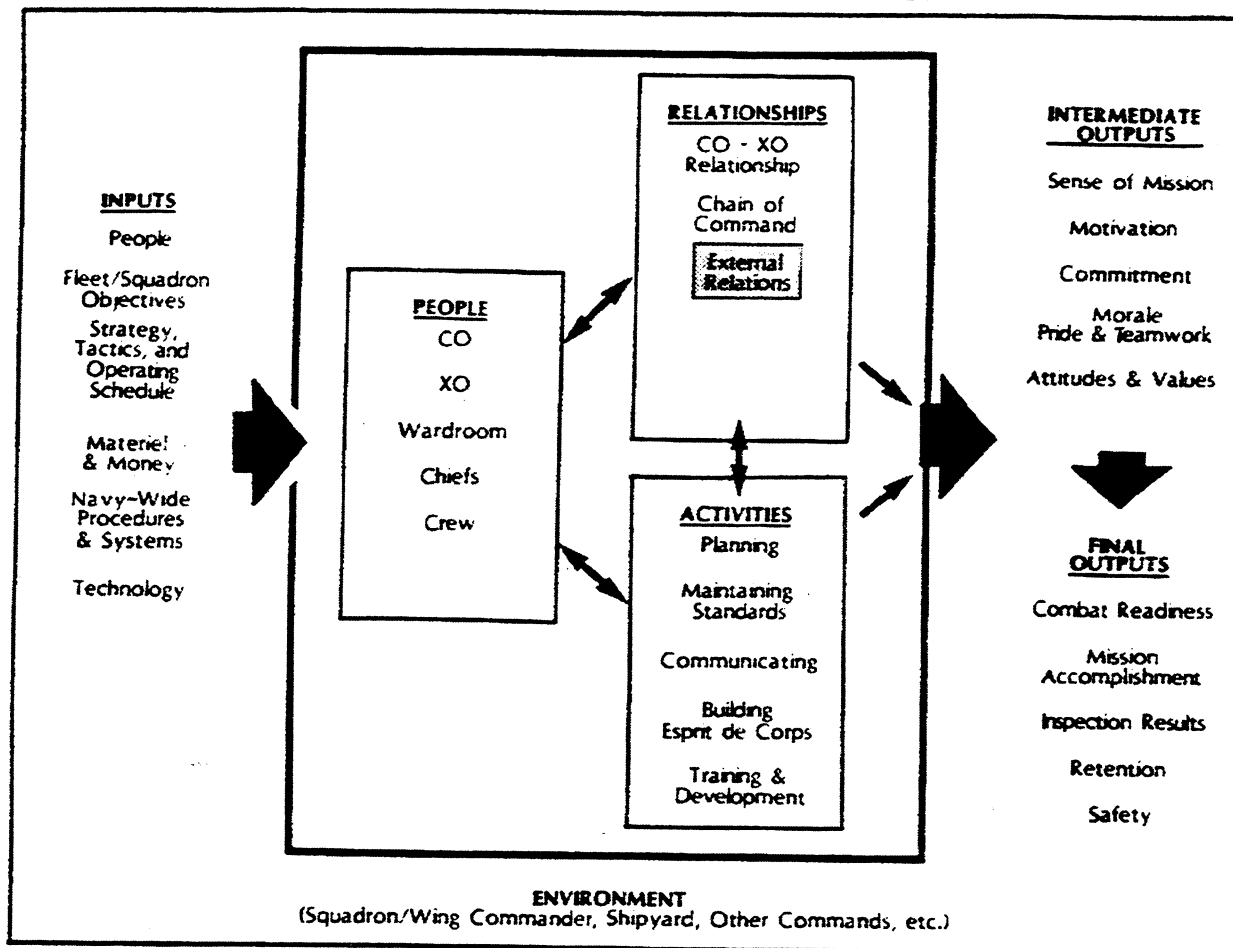 INPUTS
People
Fleet/Squadron
Objectives
Strategy,
Tactics, and
Operating
Schedule
Materiel
& Money
Navy-Wide
Procedures
& Systems
Technology
PEOPLE
CO
XO
Wardroom
Chiefs
Crew
RELATIONSHIPS
CO - XO
Relationship
Chain of
Command
External
Relations
ACTIVITIES
Planning
Maintaining
Standards
Communicating
Building
Esprit de Corps
Training &
Development
INTERMEDIATE
OUTPUTS
Sense of Mission
Motivation
Commitment
Morale
Pride & Teamwork
Attitudes & Values
FINAL
OUTPUTS
Combat Readiness
Mission
Accomplishment
Inspection Results
Retention
Safety
ENVIRONMENT
(Squadron/Wing Commander, Shipyard, Other Commands, etc.)